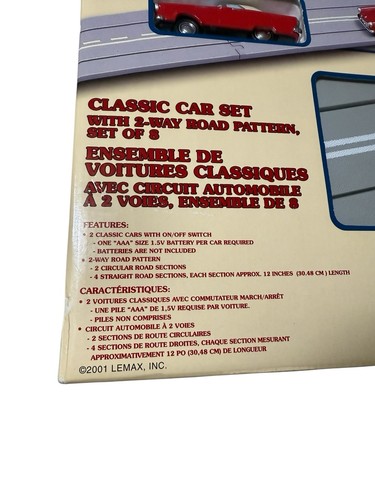 CLASSIC CAR SET
WITH 2-WAY ROAD PATTERN,
SET OF 8
ENSEMBLE DE
VOITURES CLASSIQUES
AVEC CIRCUIT AUTOMOBILE
À 2 VOIES, ENSEMBLE DE 8
FEATURES:
• 2 CLASSIC CARS WITH ON/OFF SWITCH
- ONE "AAA" SIZE 1.5V BATTERY PER CAR REQUIRED
- BATTERIES ARE NOT INCLUDED
• 2-WAY ROAD PATTERN
- 2 CIRCULAR ROAD SECTIONS
- 4 STRAIGHT ROAD SECTIONS, EACH SECTION APPROX. 12 INCHES (30.48 CM) LENGTH
CARACTÉRISTIQUES:
• 2 VOITURES CLASSIQUES AVEC COMMUTATEUR MARCH/ARRÊT
- UNE PILE "AAA" DE 1,5V REQUISE PAR VOITURE.
- PILES NON COMPRISES
• CIRCUIT AUTOMOBILE À 2 VOIES
- 2 SECTIONS DE ROUTE CIRCULAIRES
- 4 SECTIONS DE ROUTE DROITES, CHAQUE SECTION MESURANT
APPROXIMATIVEMENT 12 PO (30,48 CM) DE LONGUEUR
©2001 LEMAX, INC.